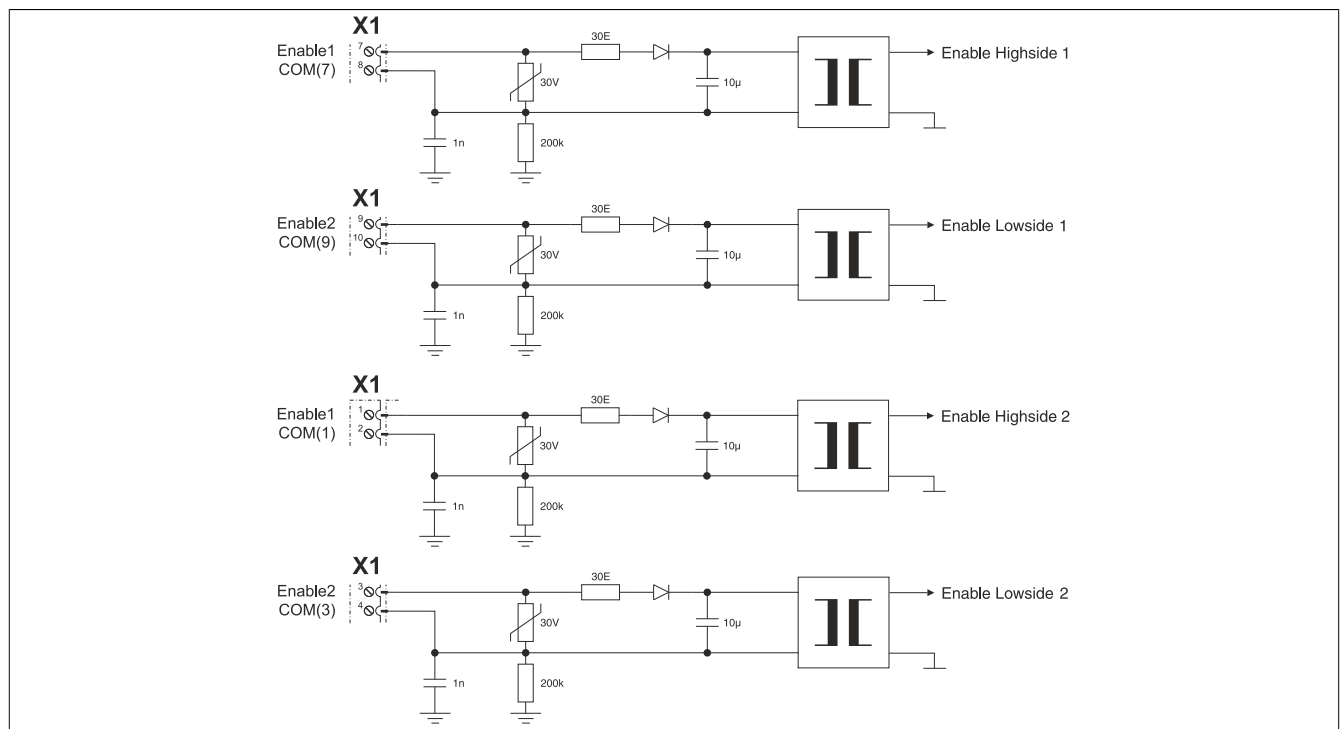 X1
Enable1 7 30E Enable Highside 1
COM(7) 8 30V 10µ
1n 200k
X1
Enable2 9 30E Enable Lowside 1
COM(9) 10 30V 10µ
1n 200k
X1
Enable1 1 30E Enable Highside 2
COM(1) 2 30V 10µ
1n 200k
X1
Enable2 3 30E Enable Lowside 2
COM(3) 4 30V 10µ
1n 200k